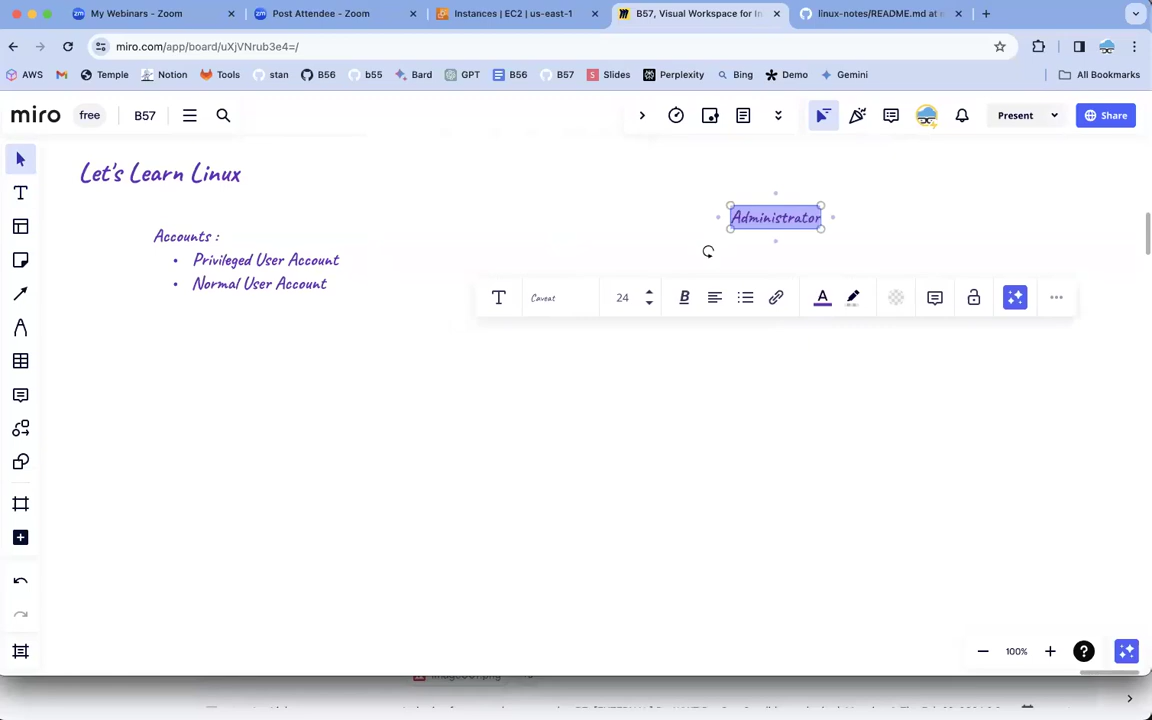 My Webinars - Zoom
Post Attendee - Zoom
Instances | EC2 | us-east-1
B57, Visual Workspace for In
linux-notes/README.md at
miro.com/app/board/uXjVNrub3e4=/
AWS
Temple
Notion
Tools
stan
B56
b55
Bard
GPT
B56
B57
Slides
Perplexity
Bing
Demo
Gemini
All Bookmarks
miro
free
B57
Present
Share
Let's Learn Linux
Administrator
Accounts :
• Privileged User Account
• Normal User Account
Caveat
24
100%